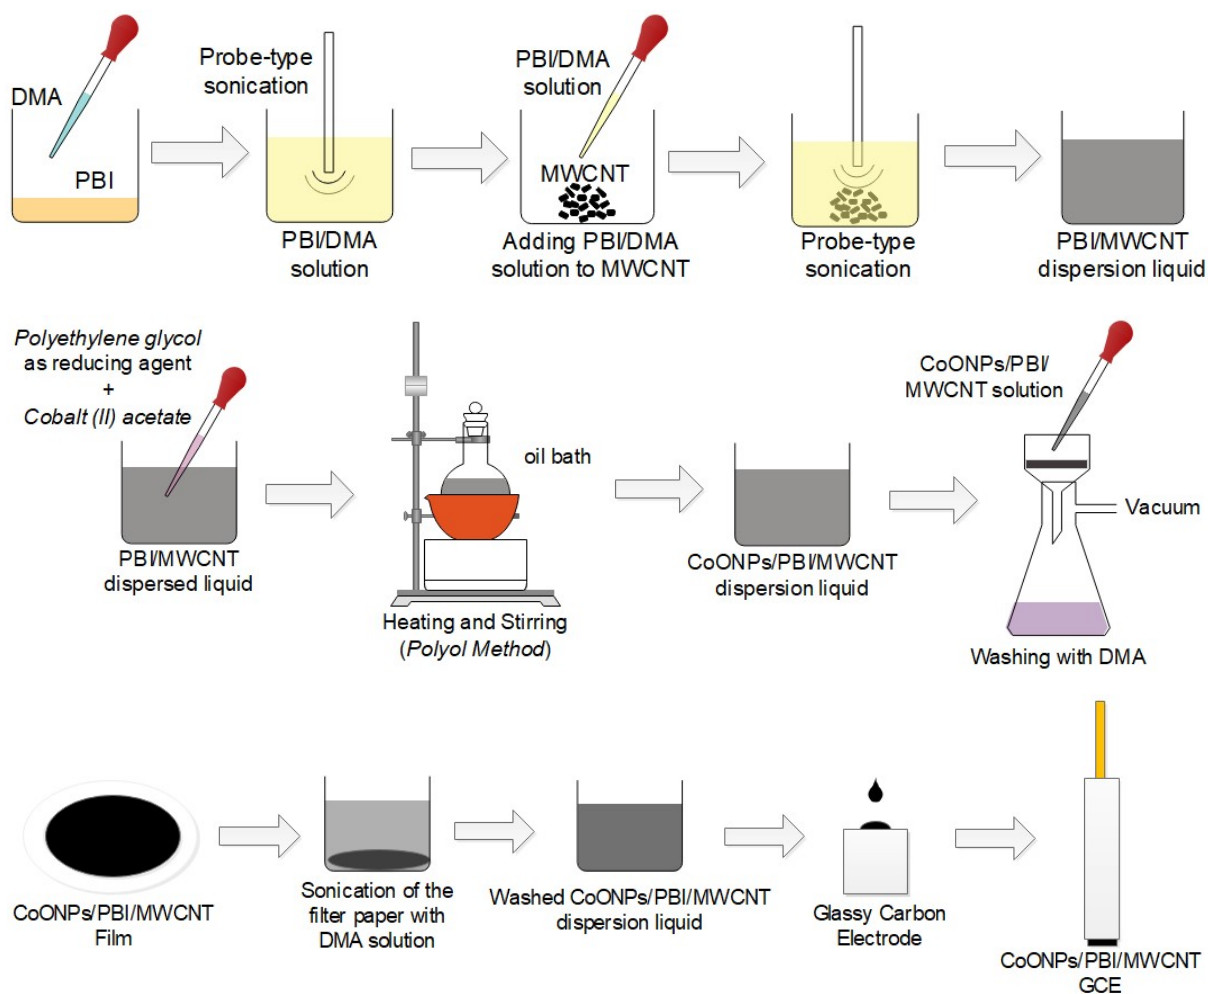 DMA
PBI
Probe-type
sonication
PBI/DMA
solution
PBI/DMA
solution
MWCNT
Adding PBI/DMA
solution to MWCNT
Probe-type
sonication
PBI/MWCNT
dispersion liquid
Polyethylene glycol
as reducing agent
+
Cobalt (II) acetate
PBI/MWCNT
dispersed liquid
oil bath
Heating and Stirring
(Polyol Method)
CoONPs/PBI/MWCNT
dispersion liquid
CoONPs/PBI/
MWCNT solution
Vacuum
Washing with DMA
CoONPs/PBI/MWCNT
Film
Sonication of the
filter paper with
DMA solution
Washed CoONPs/PBI/MWCNT
dispersion liquid
Glassy Carbon
Electrode
CoONPs/PBI/MWCNT
GCE